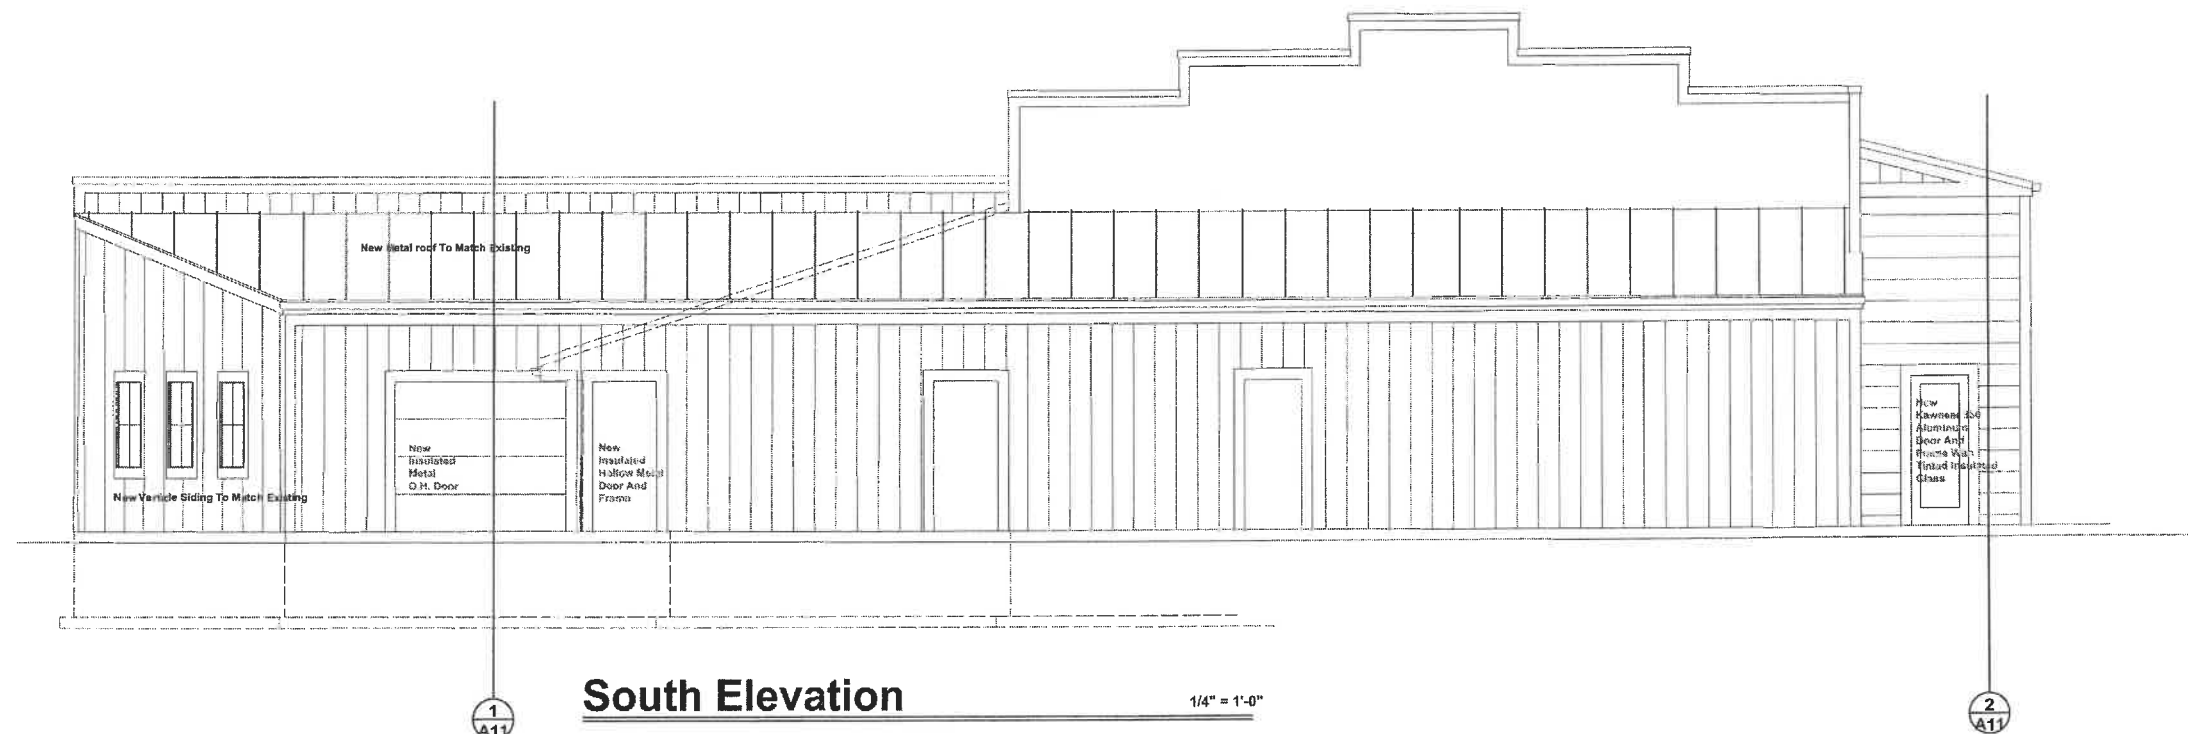 New Metal roof To Match Existing
New
Insulated
Metal
O.H. Door
New
Insulated
Hollow Metal
Door And
Frame
New
Kawneer 350
Aluminum
Door And
Frame With
Tinted Insulated
Glass
New Verticle Siding To Match Existing
South Elevation
1/4" = 1'-0"
1
A11
2
A11